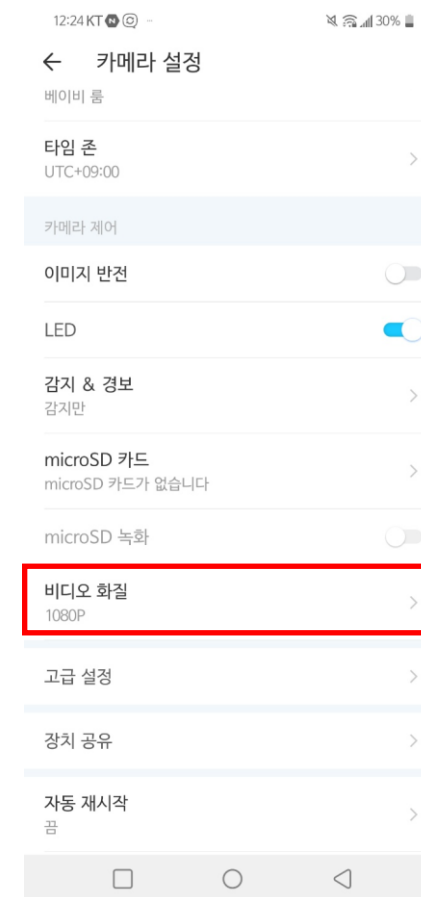 12:24 KT 30%
카메라 설정
베이비 룸
타임 존
UTC+09:00
카메라 제어
이미지 반전
LED
감지 & 경보
감지만
microSD 카드
microSD 카드가 없습니다
microSD 녹화
비디오 화질
1080P
고급 설정
장치 공유
자동 재시작
끔